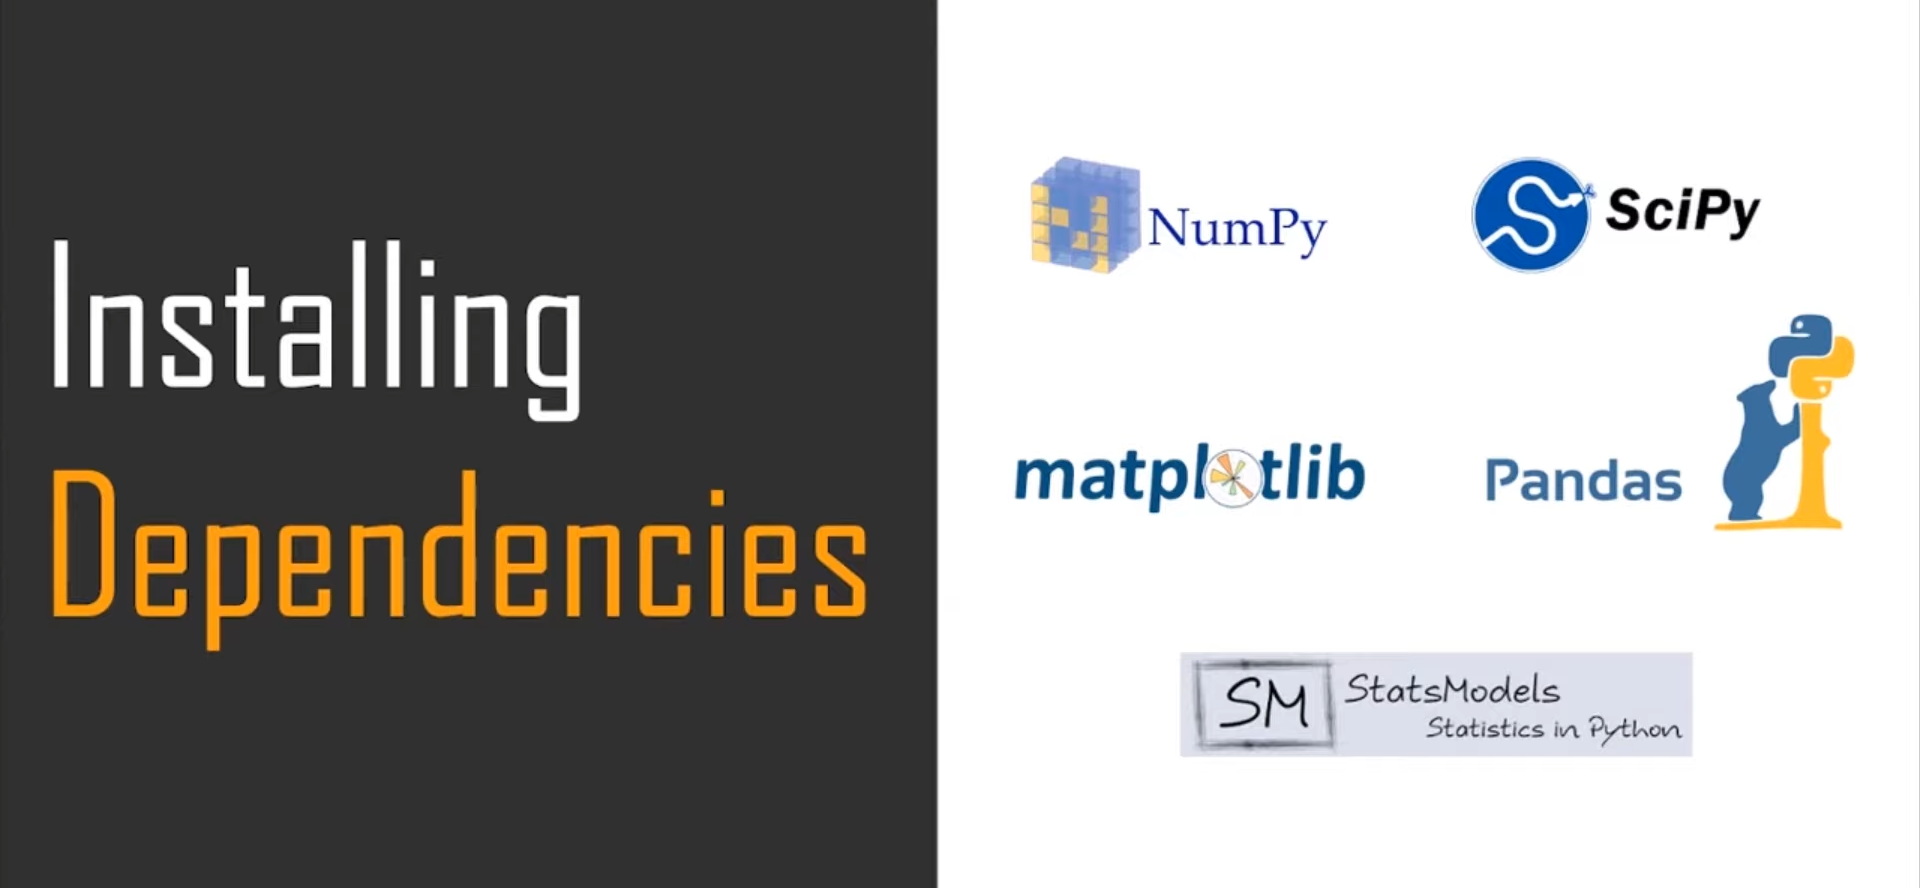 Installing
Dependencies
NumPy
SciPy
matplotlib
Pandas
SM
StatsModels
Statistics in Python